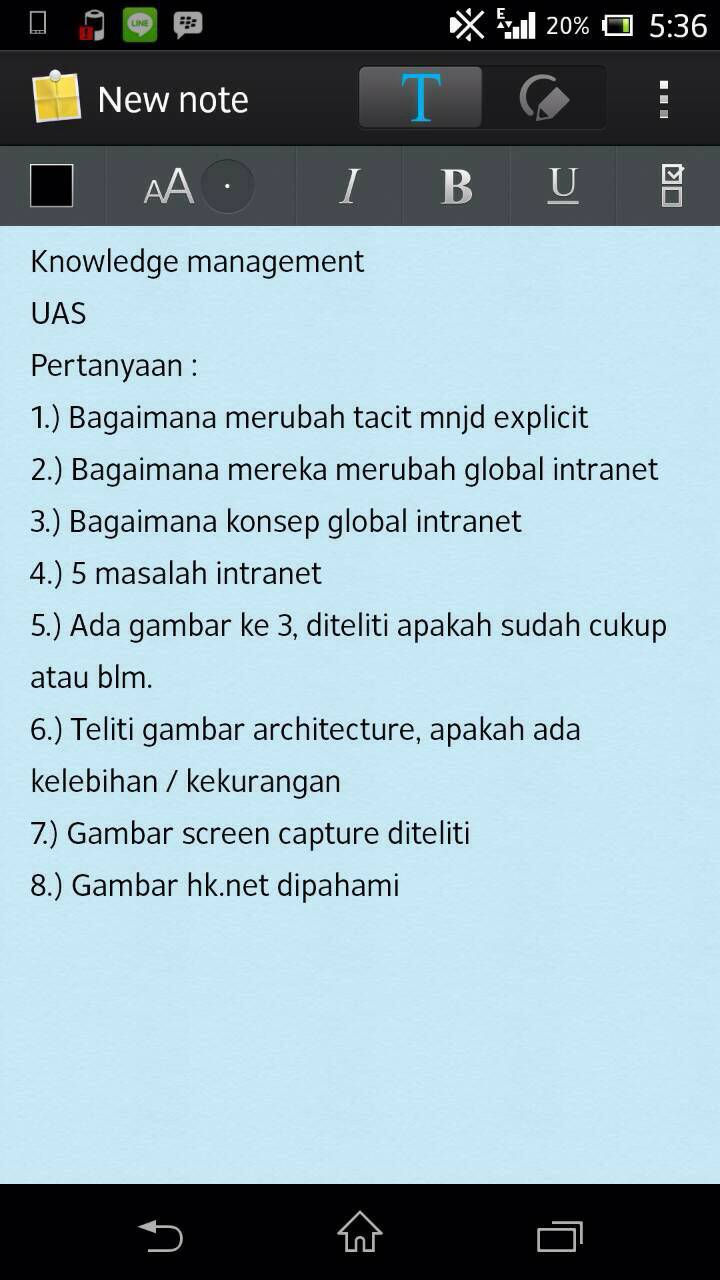 LINE
E
20%
5:36
New note
T
AA
I
B
U
Knowledge management
UAS
Pertanyaan :
1.) Bagaimana merubah tacit mnjd explicit
2.) Bagaimana mereka merubah global intranet
3.) Bagaimana konsep global intranet
4.) 5 masalah intranet
5.) Ada gambar ke 3, diteliti apakah sudah cukup
atau blm.
6.) Teliti gambar architecture, apakah ada
kelebihan / kekurangan
7.) Gambar screen capture diteliti
8.) Gambar hk.net dipahami